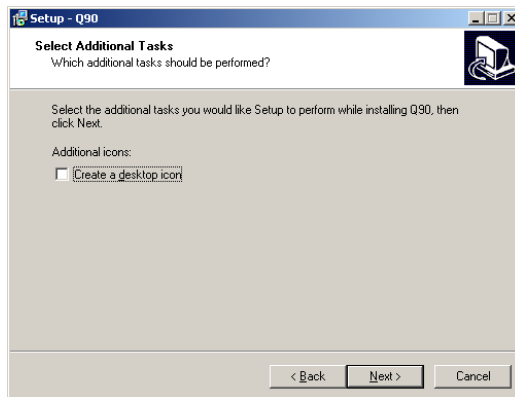 Setup - Q90
Select Additional Tasks
Which additional tasks should be performed?
Select the additional tasks you would like Setup to perform while installing Q90, then
click Next.
Additional icons:
Create a desktop icon
< Back
Next >
Cancel